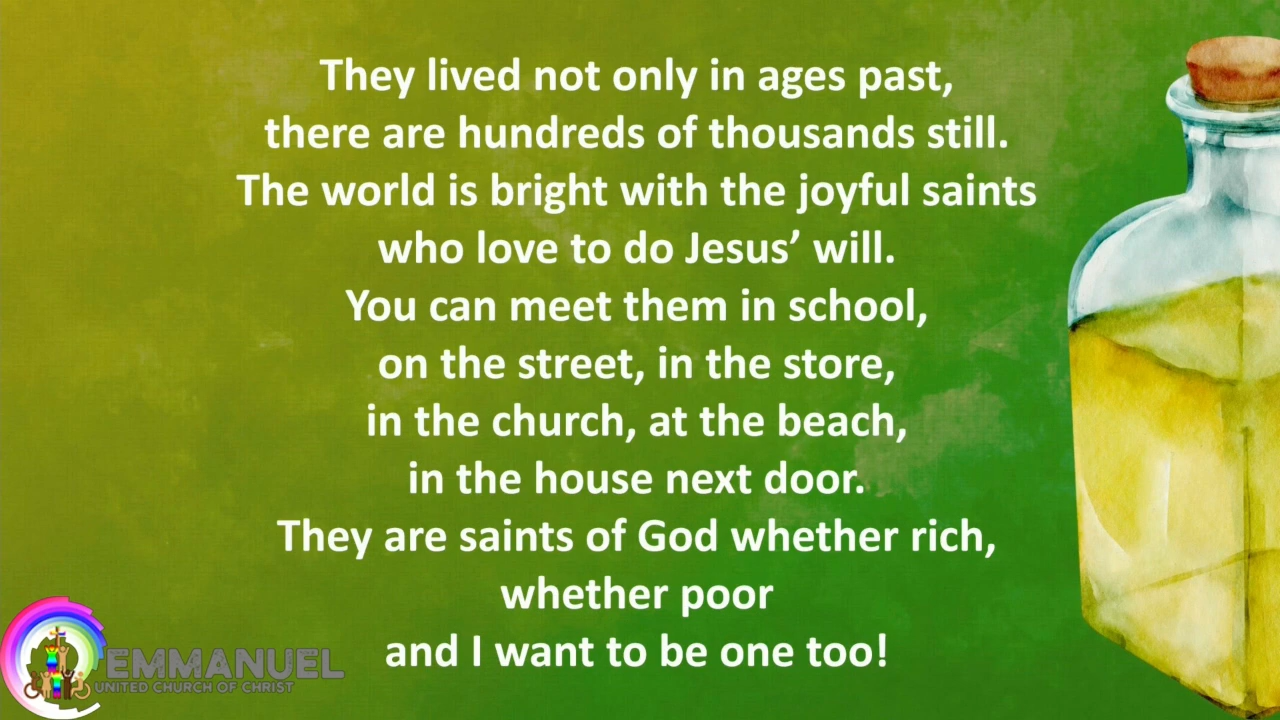 They lived not only in ages past,
there are hundreds of thousands still.
The world is bright with the joyful saints
who love to do Jesus’ will.
You can meet them in school,
on the street, in the store,
in the church, at the beach,
in the house next door.
They are saints of God whether rich,
whether poor
and I want to be one too!
EMMANUEL
UNITED CHURCH OF CHRIST